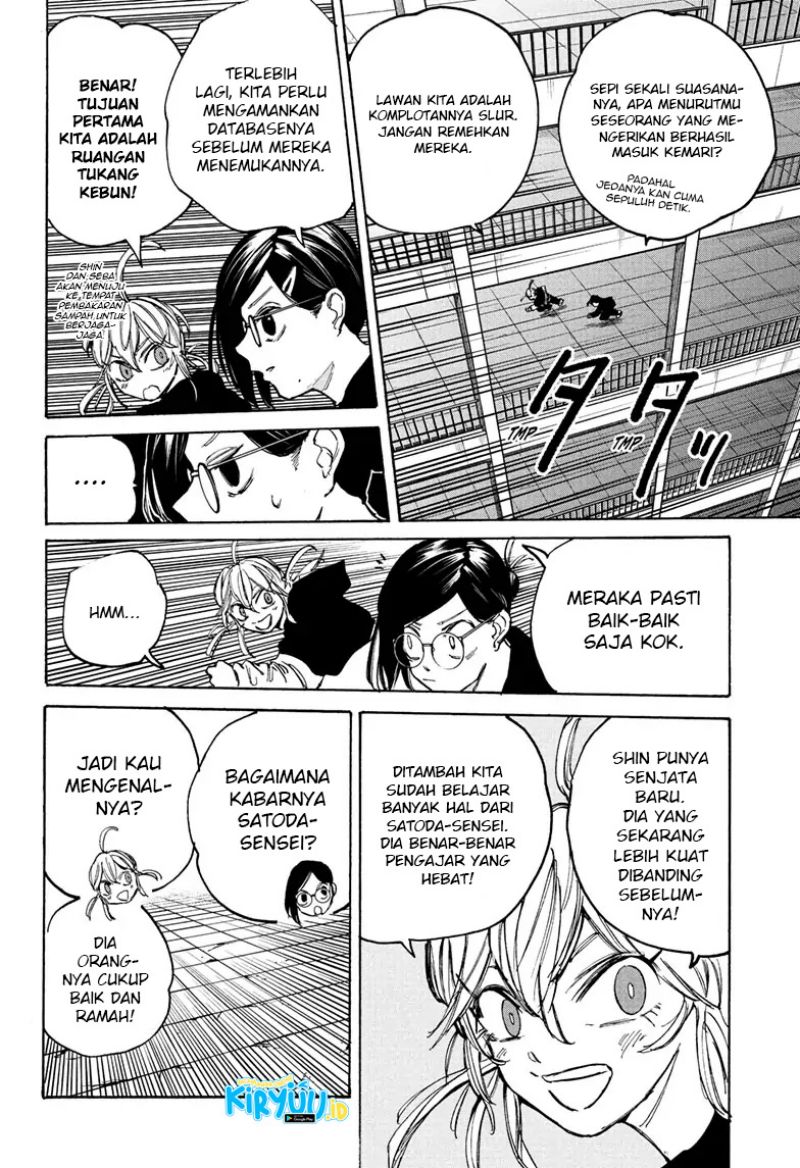 SEPI SEKALI SUASANA-
NYA, APA MENURUTMU
SESEORANG YANG ME-
NGERIKAN BERHASIL
MASUK KEMARI?
PADAHAL
JEDANYA KAN CUMA
SEPULUH DETIK.
LAWAN KITA ADALAH
KOMPLOTANNYA SLUR.
JANGAN REMEHKAN
MEREKA.
タ
タッ
TMP
TMP
TERLEBIH
LAGI, KITA PERLU
MENGAMANKAN
DATABASENYA
SEBELUM MEREKA
MENEMUKANNYA.
BENAR!
TUJUAN
PERTAMA
KITA ADALAH
RUANGAN
TUKANG
KEBUN!
SHIN
DAN SEBA
AKAN MENUJU
KE TEMPAT
PEMBAKARAN
SAMPAH UNTUK
BERJAGA-
JAGA.
....
MERAKA PASTI
BAIK-BAIK
SAJA KOK.
HMM...
SHIN PUNYA
SENJATA
BARU.
DIA YANG
SEKARANG
LEBIH KUAT
DIBANDING
SEBELUM-
NYA!
DITAMBAH KITA
SUDAH BELAJAR
BANYAK HAL DARI
SATODA-SENSEI.
DIA BENAR-BENAR
PENGAJAR YANG
HEBAT!
BAGAIMANA
KABARNYA
SATODA-
SENSEI?
JADI KAU
MENGENAL-
NYA?
DIA
ORANG-
NYA CUKUP
BAIK DAN
RAMAH!
KIRYUU.ID